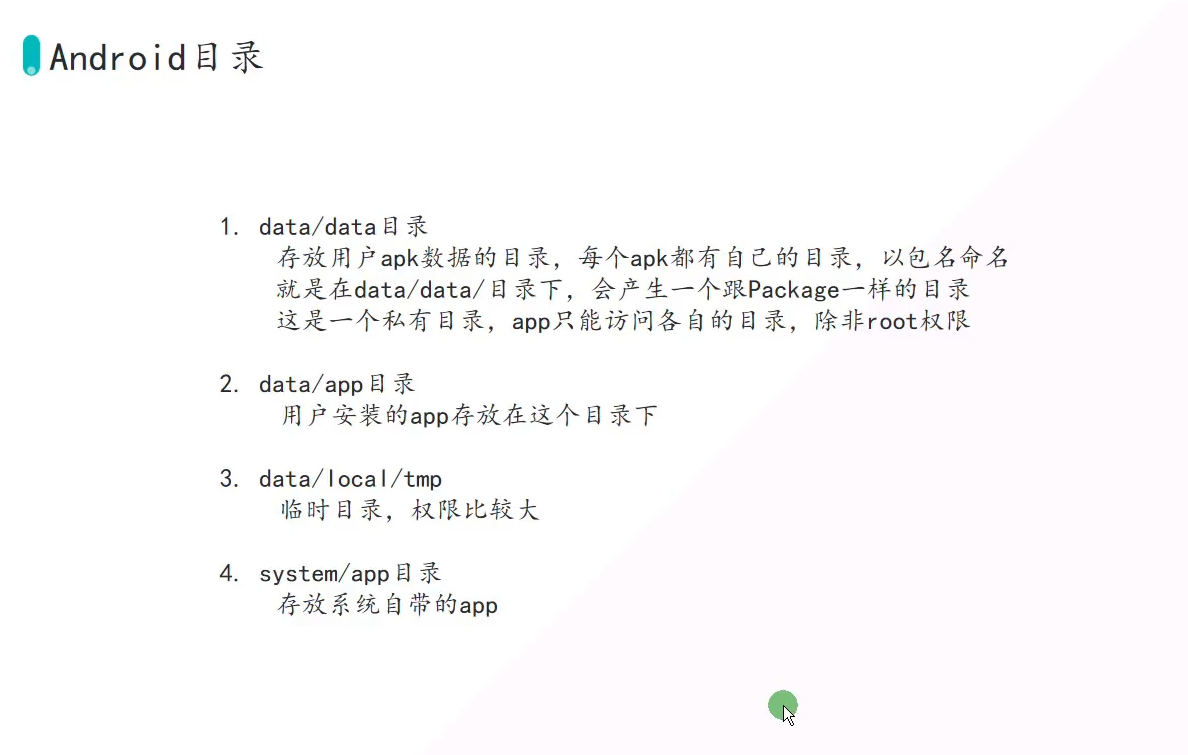 Android目录
1. data/data目录
存放用户apk数据的目录，每个apk都有自己的目录，以包名命名
就是在data/data/目录下，会产生一个跟Package一样的目录
这是一个私有目录，app只能访问各自的目录，除非root权限
2. data/app目录
用户安装的app存放在这个目录下
3. data/local/tmp
临时目录，权限比较大
4. system/app目录
存放系统自带的app